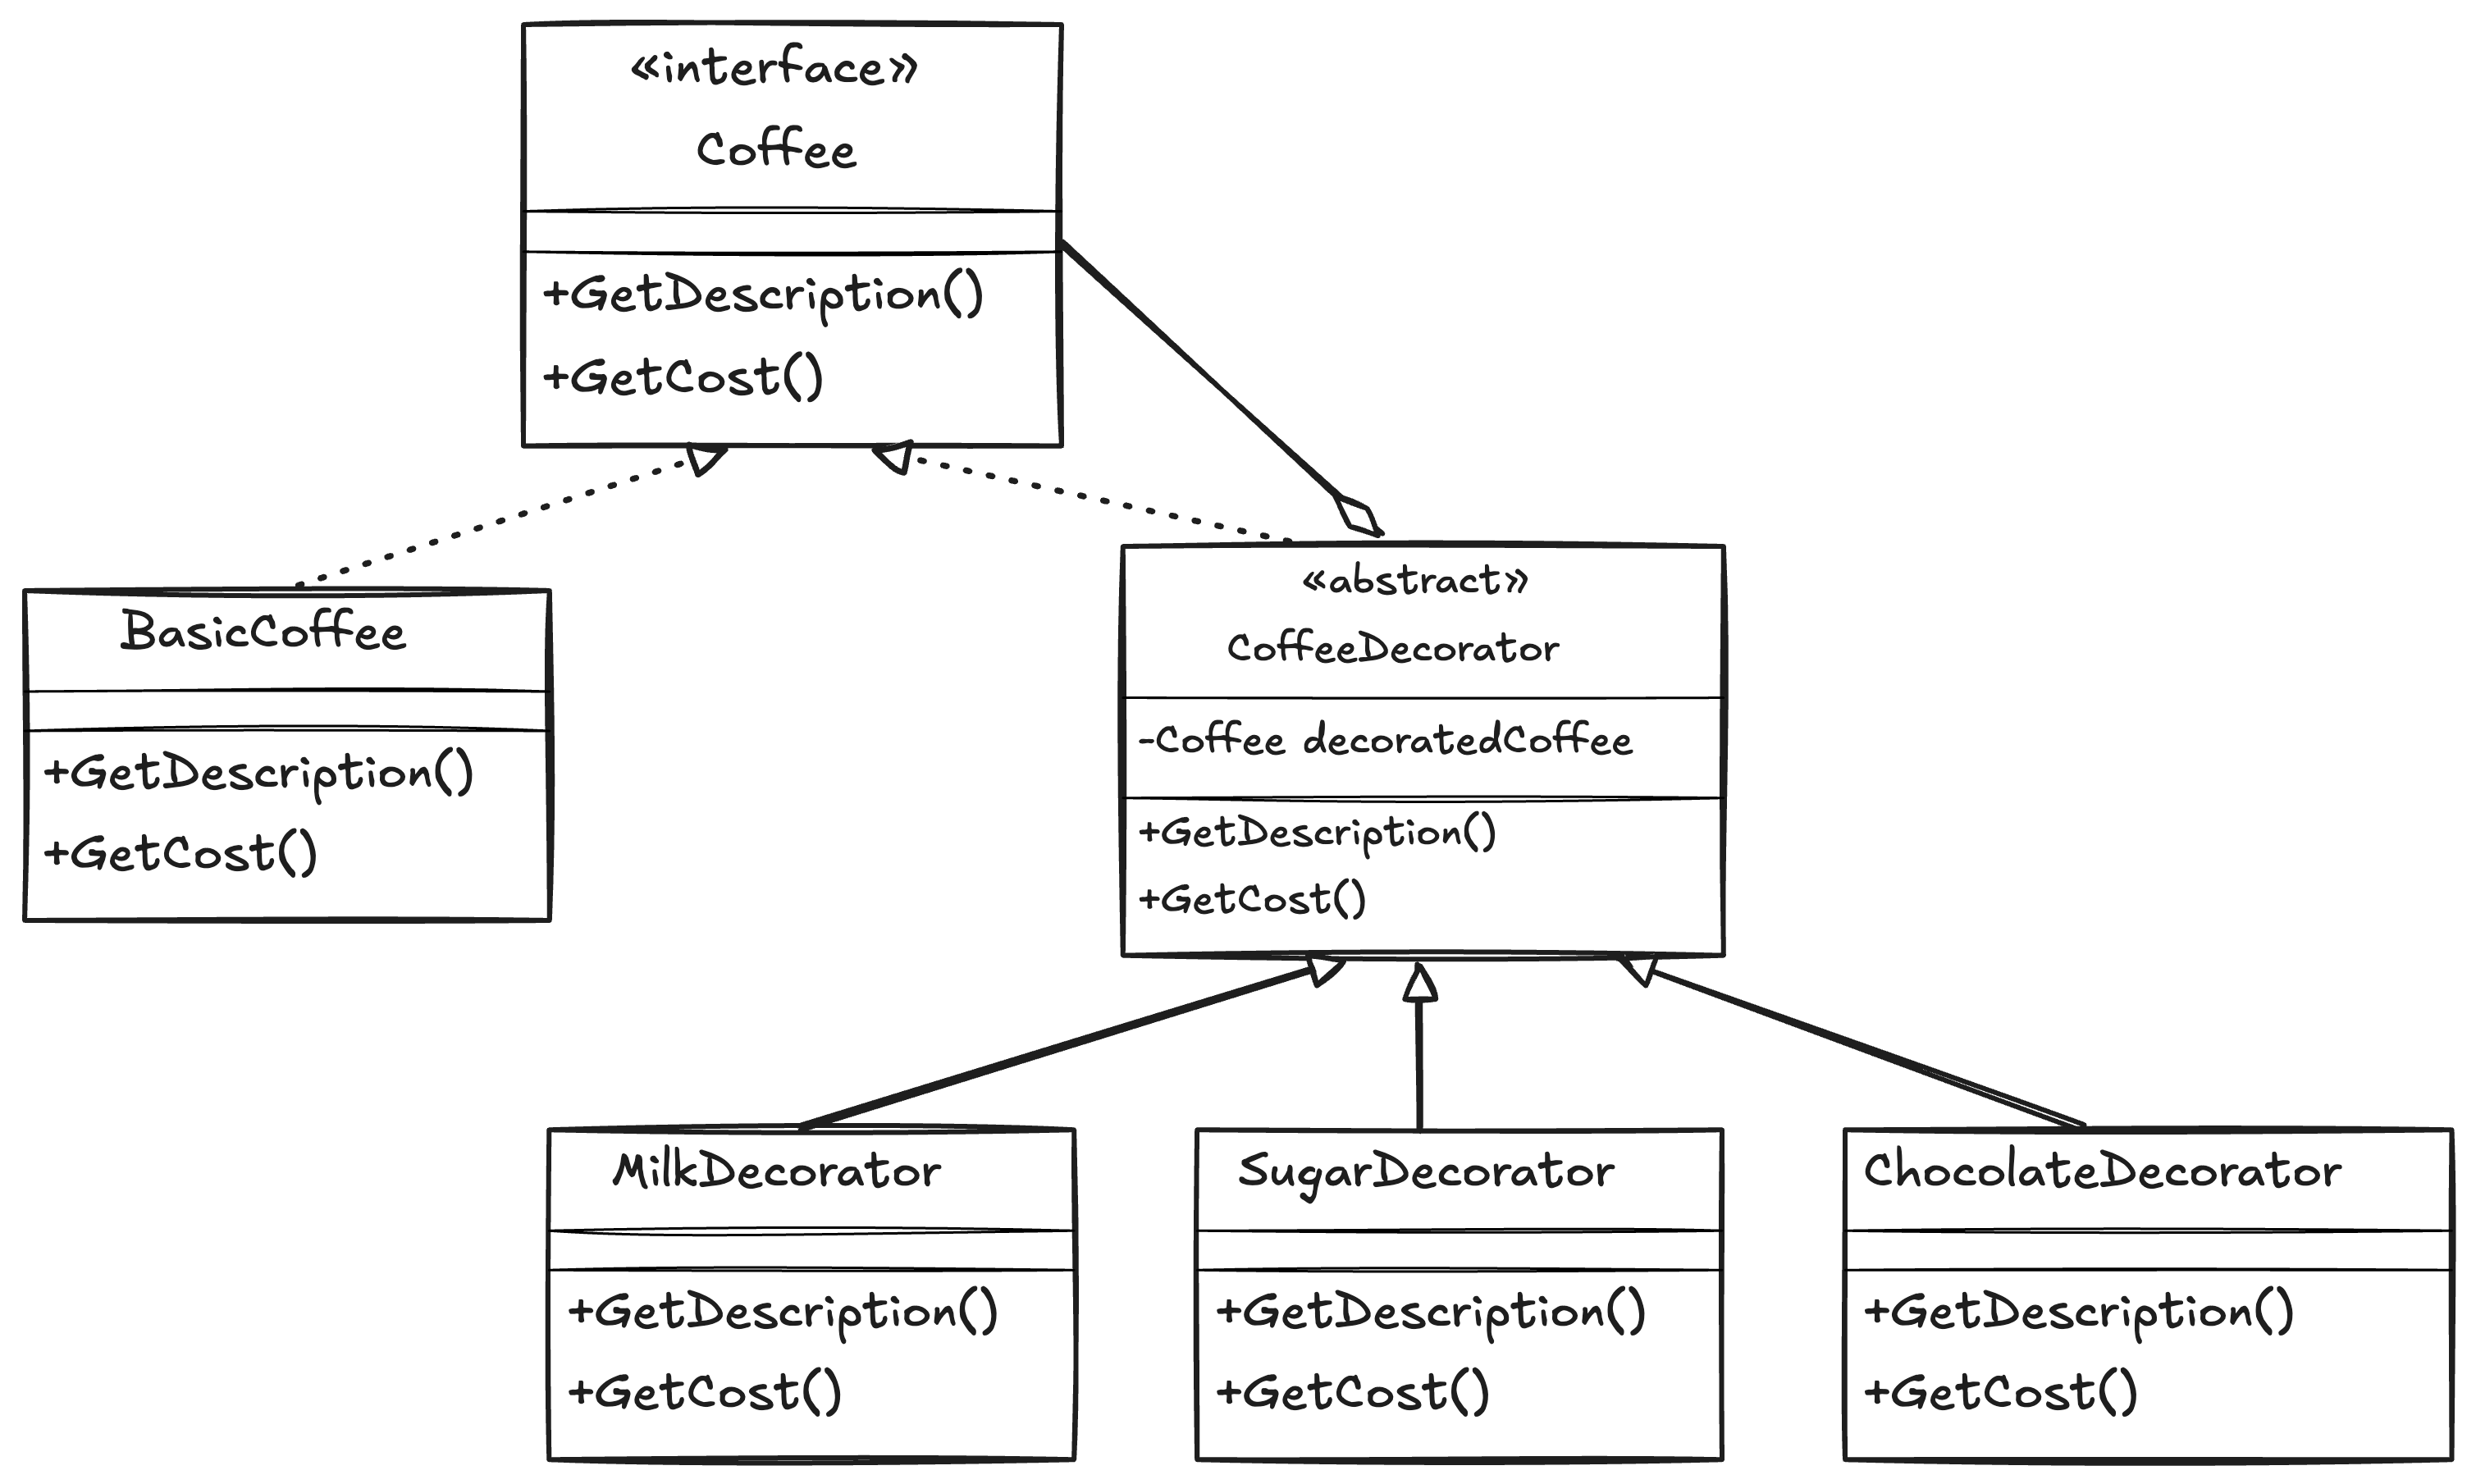 «interface»
Coffee
+GetDescription()
+GetCost()
BasicCoffee
+GetDescription()
+GetCost()
«abstract»
CoffeeDecorator
-Coffee decoratedCoffee
+GetDescription()
+GetCost()
MilkDecorator
+GetDescription()
+GetCost()
SugarDecorator
+GetDescription()
+GetCost()
ChocolateDecorator
+GetDescription()
+GetCost()